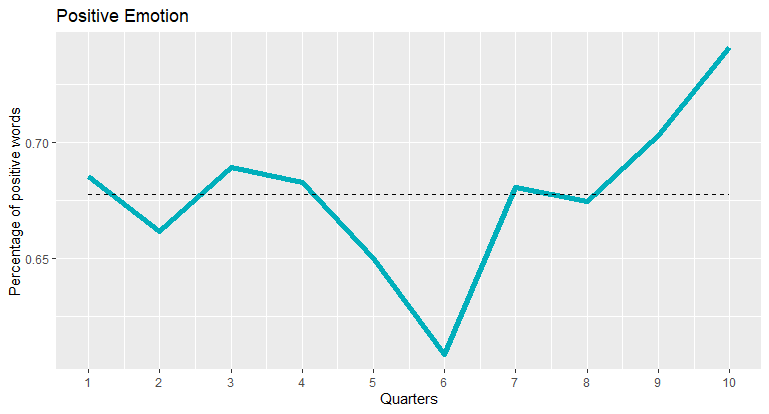 Positive Emotion
Percentage of positive words
0.70
0.65
1 2 3 4 5 6 7 8 9 10
Quarters